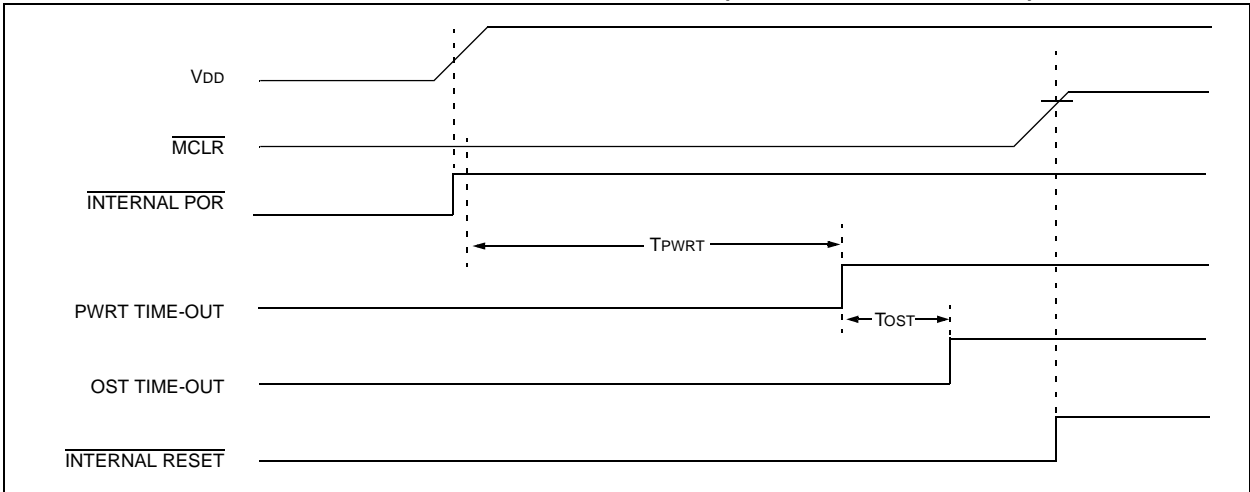 VDD
MCLR
INTERNAL POR
TPWRT
PWRT TIME-OUT
TOST
OST TIME-OUT
INTERNAL RESET